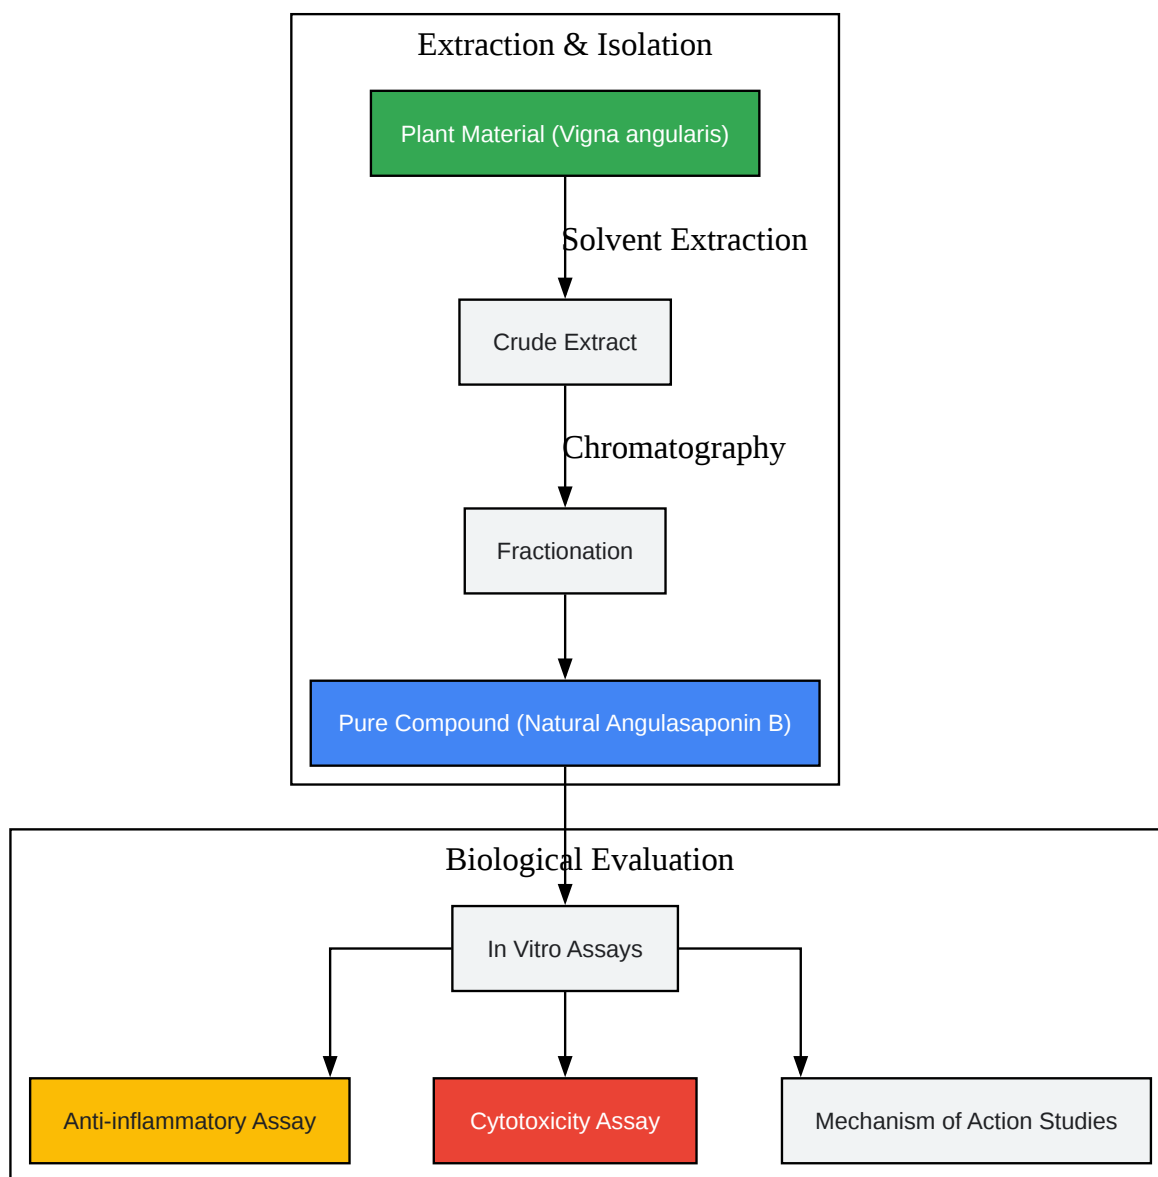 Extraction & Isolation
Plant Material (Vigna angularis)
Solvent Extraction
Crude Extract
Chromatography
Fractionation
Pure Compound (Natural Angulasaponin B)
Biological Evaluation
In Vitro Assays
Anti-inflammatory Assay
Cytotoxicity Assay
Mechanism of Action Studies